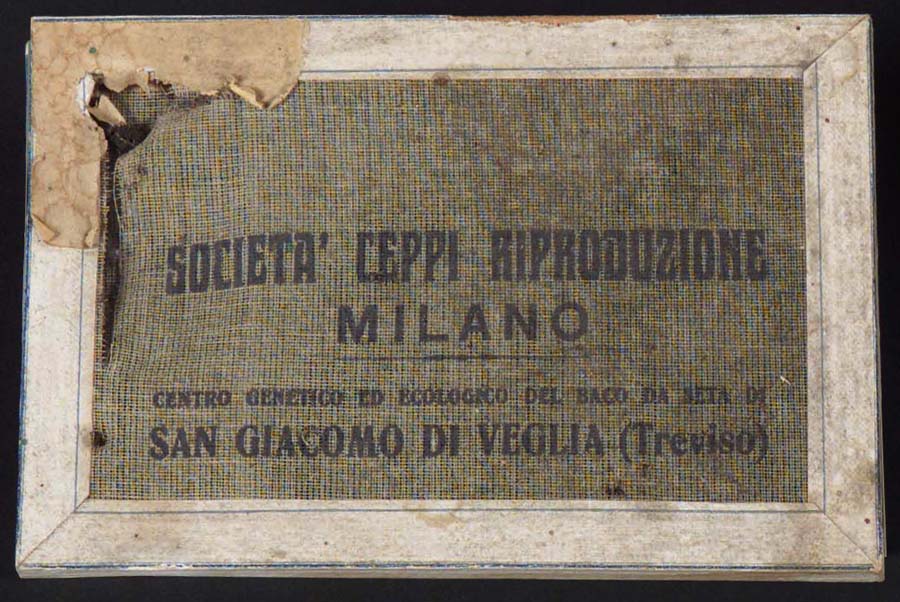 SOCIETA' CEPPI RIPRODUZIONE
MILANO
CENTRO GENETICO ED ECOLOGICO DEL BACO DA SETA DI
SAN GIACOMO DI VEGLIA (Treviso)